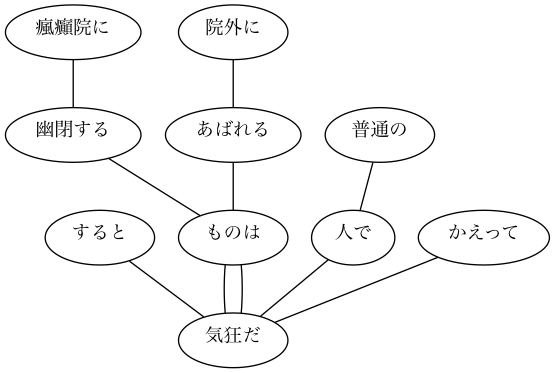 瘋癲院に
院外に
幽閉する
あばれる
普通の
すると
ものは
人で
かえって
気狂だ